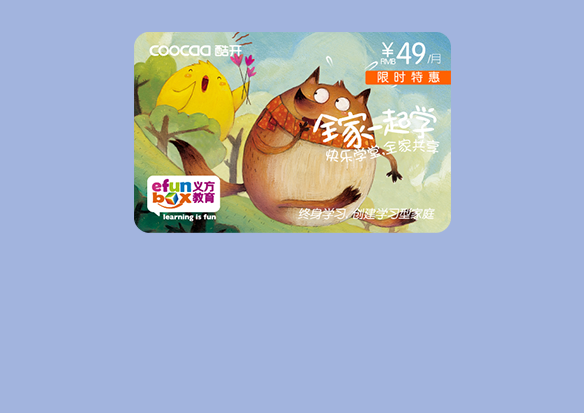 coocaa 酷开
¥49/月
RMB
限时特惠
全家一起学
快乐学堂,全家共享
efun
box
义方
教育
learning is fun
终身学习, 创建学习型家庭